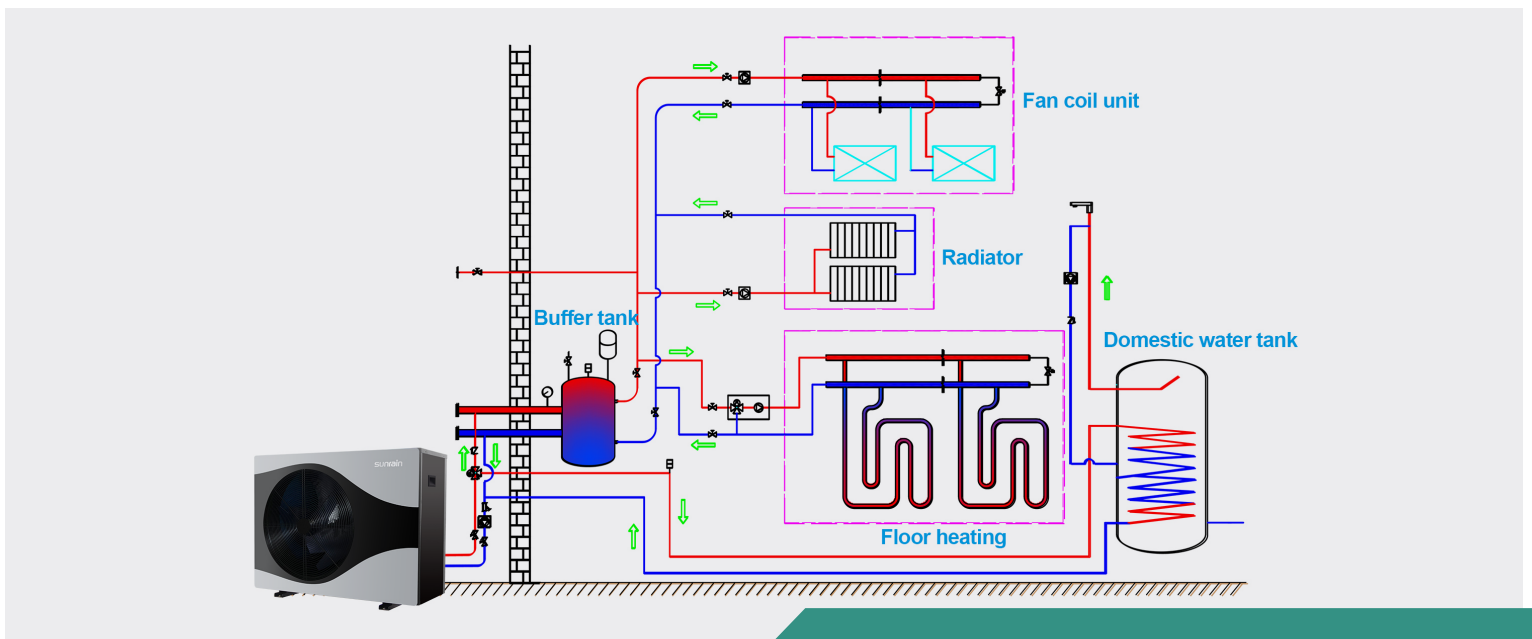 Fan coil unit
Radiator
Buffer tank
Domestic water tank
Floor heating
sunrain